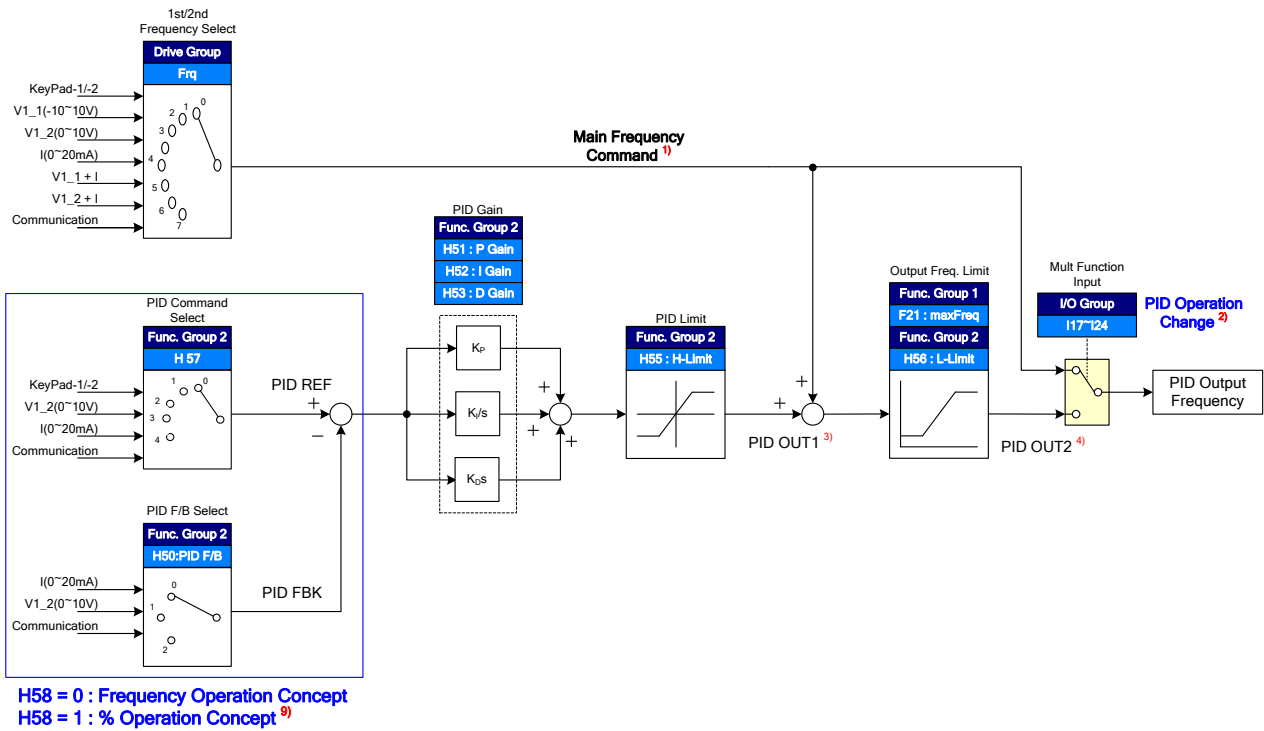 1st/2nd
Frequency Select
Drive Group
Frq
KeyPad-1/-2
V1_1(-10~10V)
V1_2(0~10V)
I(0~20mA)
V1_1 + I
V1_2 + I
Communication
0
1
2
3
4
5
6
7
Main Frequency
Command 1)
PID Gain
Func. Group 2
H51 : P Gain
H52 : I Gain
H53 : D Gain
PID Command
Select
Func. Group 2
H 57
KeyPad-1/-2
V1_2(0~10V)
I(0~20mA)
Communication
0
1
2
3
4
PID REF
+
−
KP
KI/s
KDs
+
+
+
PID Limit
Func. Group 2
H55 : H-Limit
+
+
PID OUT1 3)
Output Freq. Limit
Func. Group 1
F21 : maxFreq
Func. Group 2
H56 : L-LImit
PID OUT2 4)
Mult Function
Input
I/O Group
I17~I24
PID Operation
Change 2)
PID Output
Frequency
PID F/B Select
Func. Group 2
H50:PID F/B
I(0~20mA)
V1_2(0~10V)
Communication
0
1
2
PID FBK
H58 = 0 : Frequency Operation Concept
H58 = 1 : % Operation Concept 9)